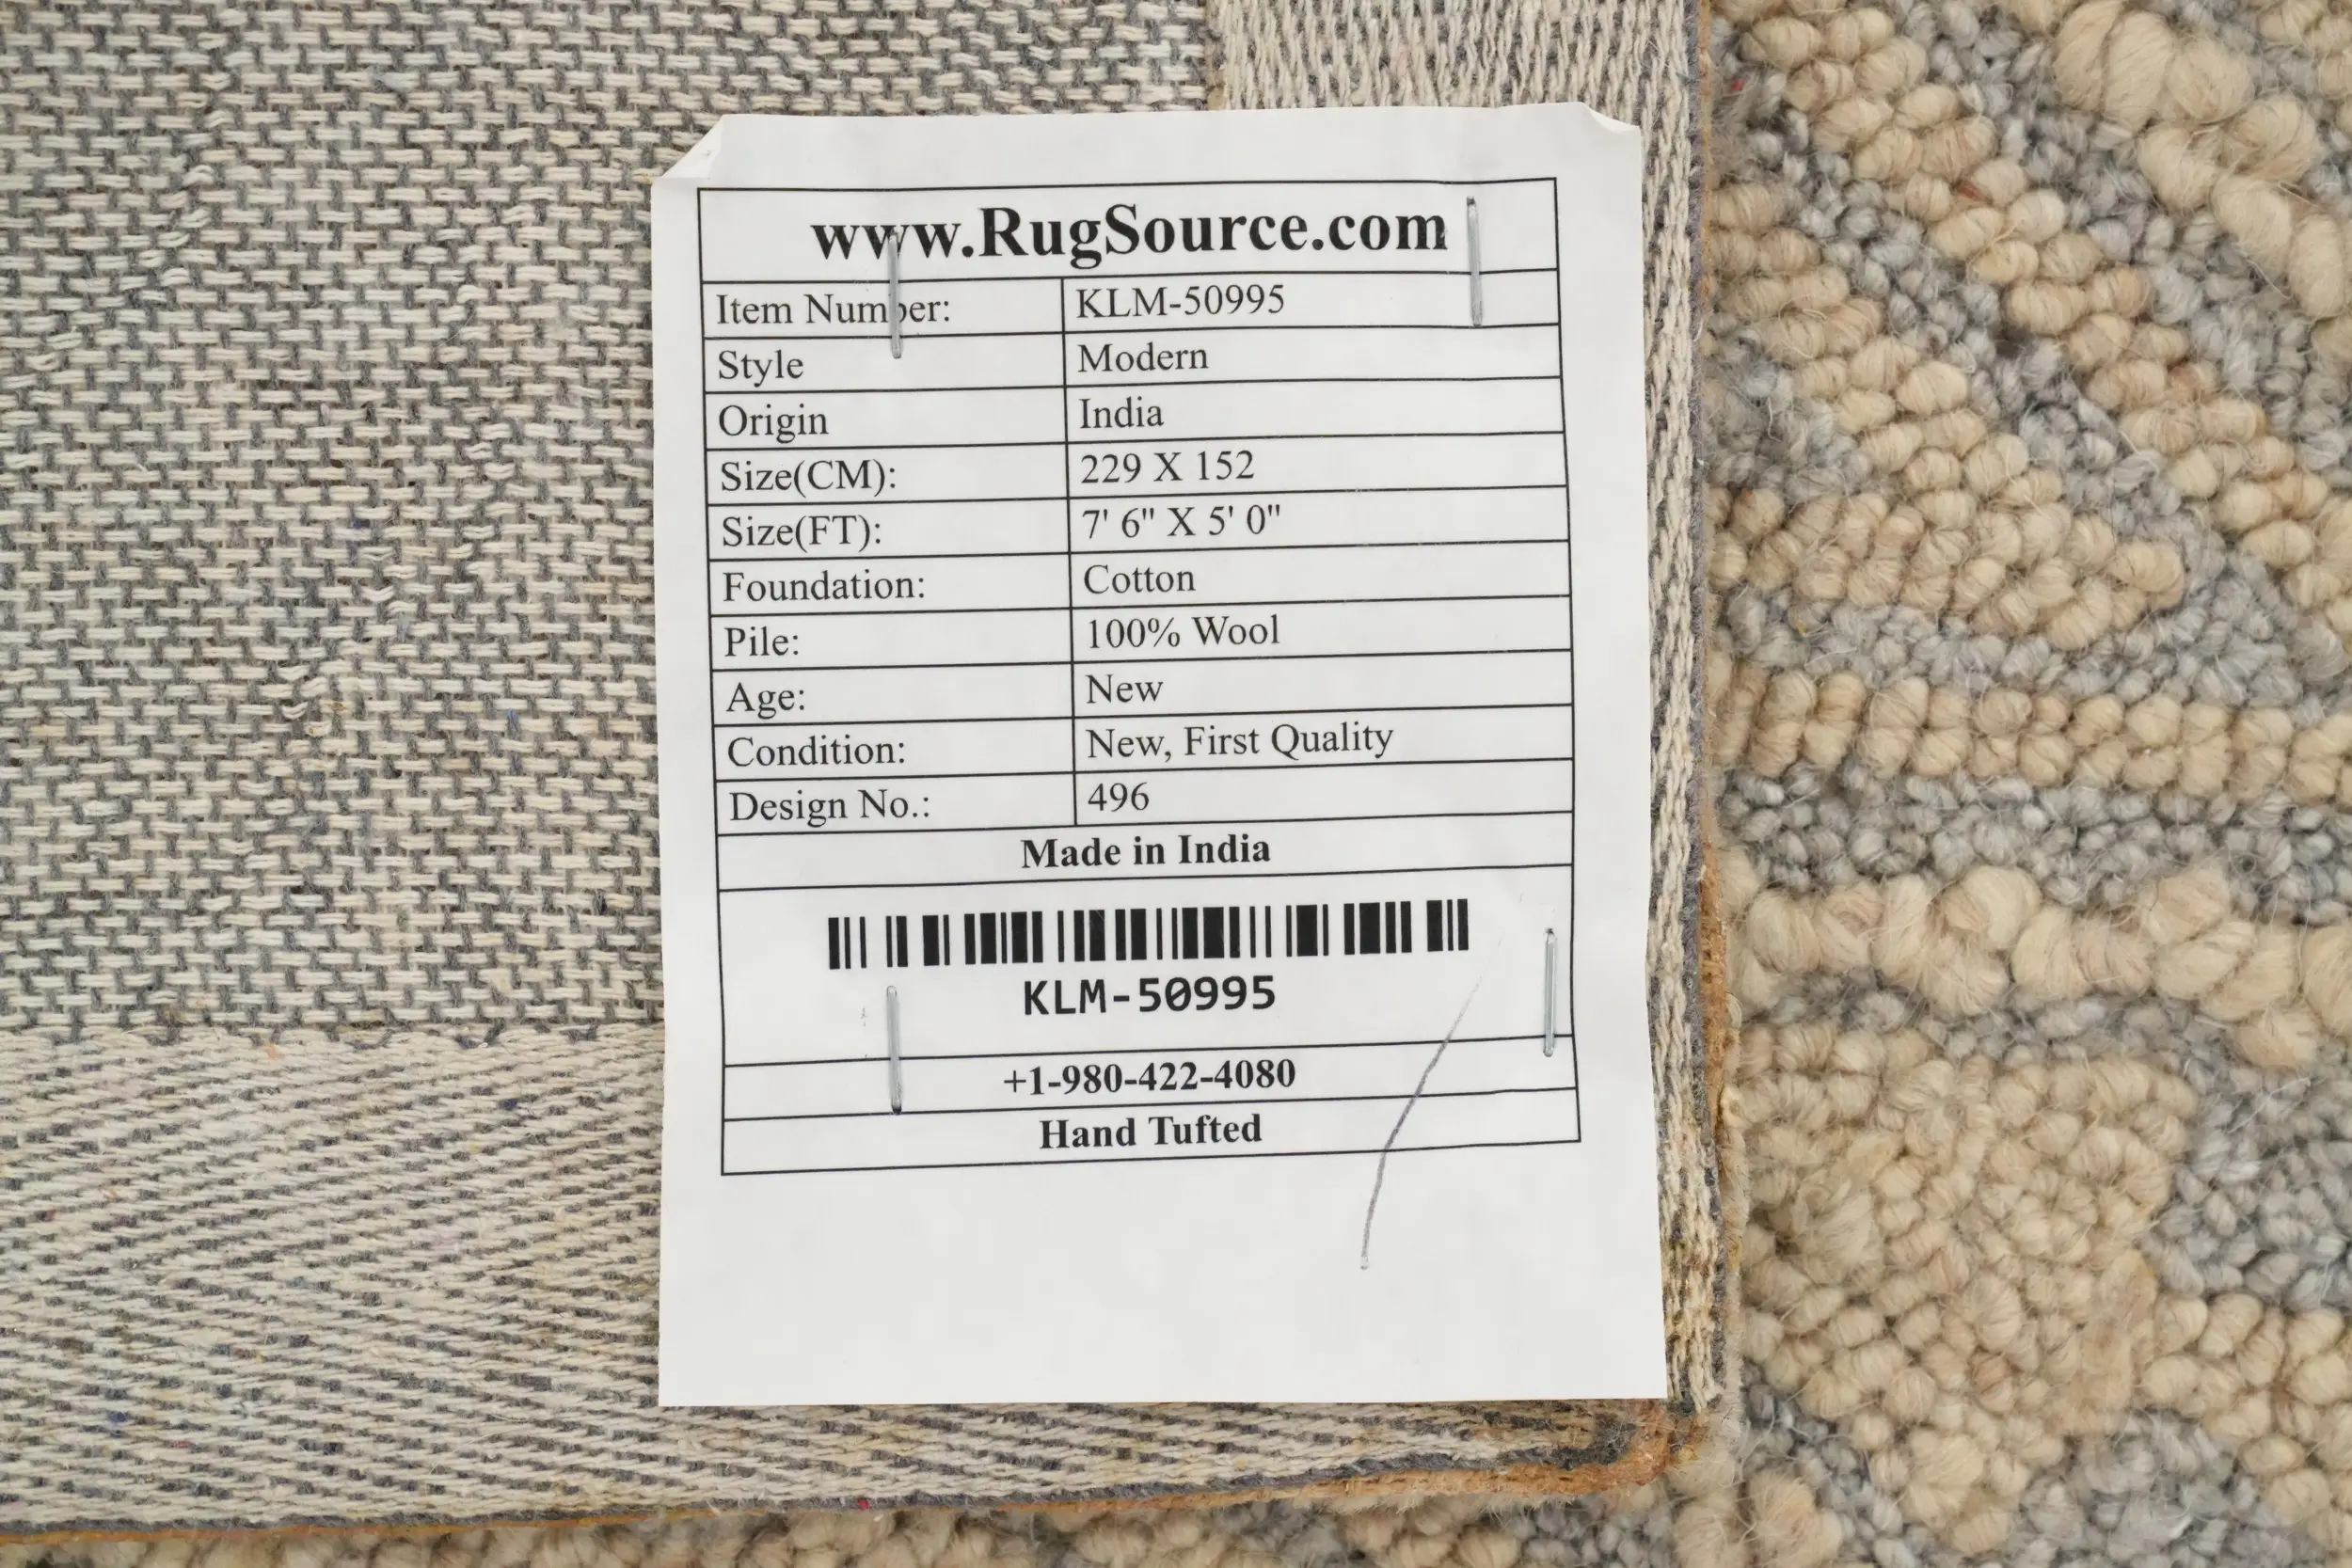 www.RugSource.com
Item Number: KLM-50995
Style Modern
Origin India
Size(CM): 229 X 152
Size(FT): 7' 6" X 5' 0"
Foundation: Cotton
Pile: 100% Wool
Age: New
Condition: New, First Quality
Design No.: 496
Made in India
KLM-50995
+1-980-422-4080
Hand Tufted